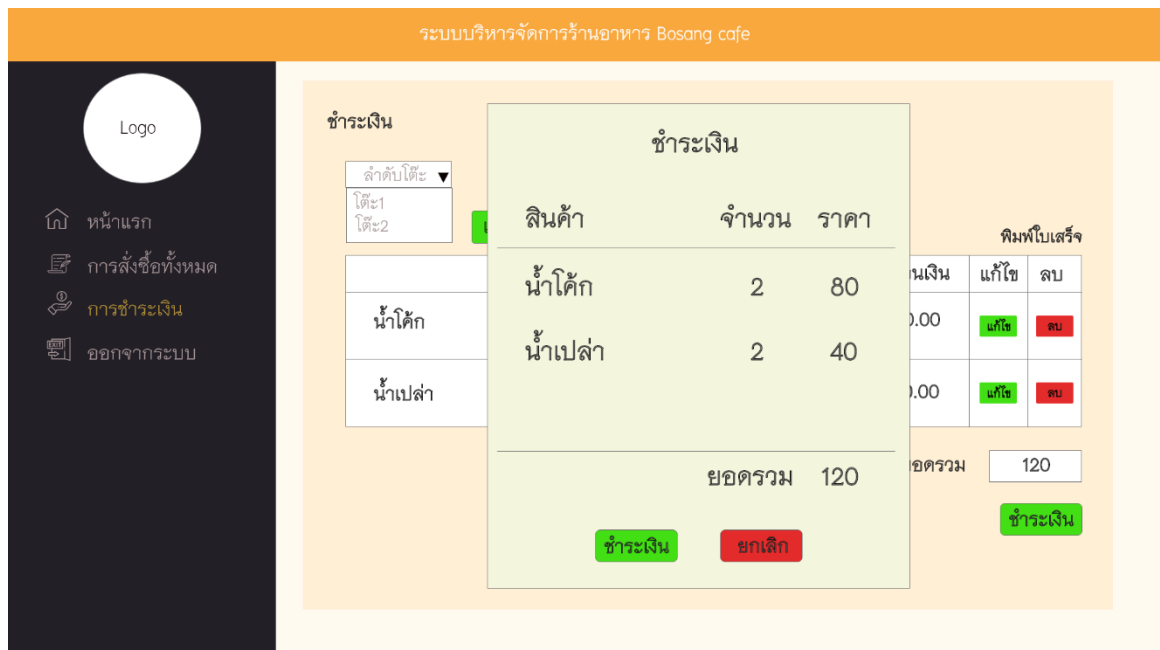 ระบบบริหารจัดการร้านอาหาร Bosang cafe
Logo
หน้าแรก
การสั่งซื้อทั้งหมด
การชำระเงิน
ออกจากระบบ
ชำระเงิน
ลำดับโต๊ะ
โต๊ะ1
โต๊ะ2
พิมพ์ใบเสร็จ
แก้ไข ลบ
น้ำโค้ก
แก้ไข ลบ
น้ำเปล่า
แก้ไข ลบ
120
ชำระเงิน
ชำระเงิน
สินค้า จำนวน ราคา
น้ำโค้ก 2 80
น้ำเปล่า 2 40
ยอดรวม 120
ชำระเงิน ยกเลิก